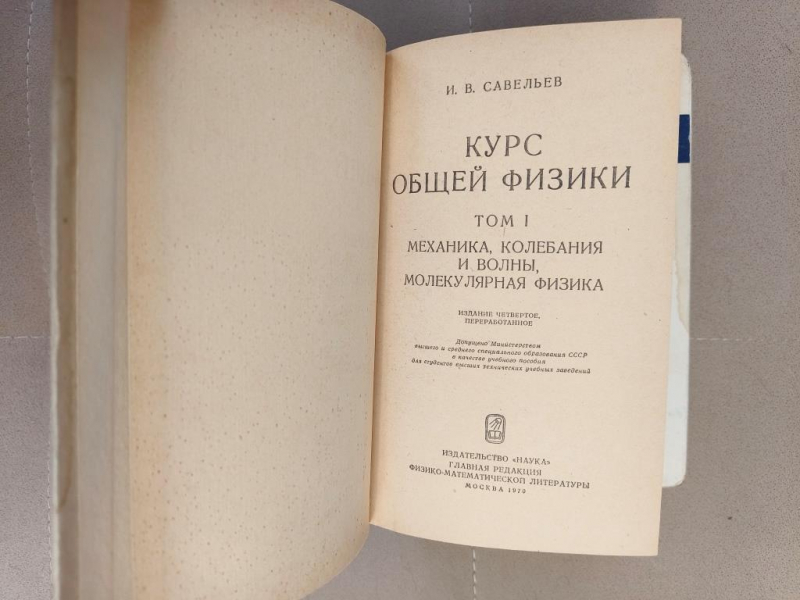 И. В. САВЕЛЬЕВ
КУРС
ОБЩЕЙ ФИЗИКИ
ТОМ I
МЕХАНИКА, КОЛЕБАНИЯ
И ВОЛНЫ,
МОЛЕКУЛЯРНАЯ ФИЗИКА
ИЗДАНИЕ ЧЕТВЕРТОЕ,
ПЕРЕРАБОТАННОЕ
Допущено Министерством
высшего и среднего специального образования СССР
в качестве учебного пособия
для студентов высших технических учебных заведений
ИЗДАТЕЛЬСТВО «НАУКА»
ГЛАВНАЯ РЕДАКЦИЯ
ФИЗИКО-МАТЕМАТИЧЕСКОЙ ЛИТЕРАТУРЫ
МОСКВА 1970